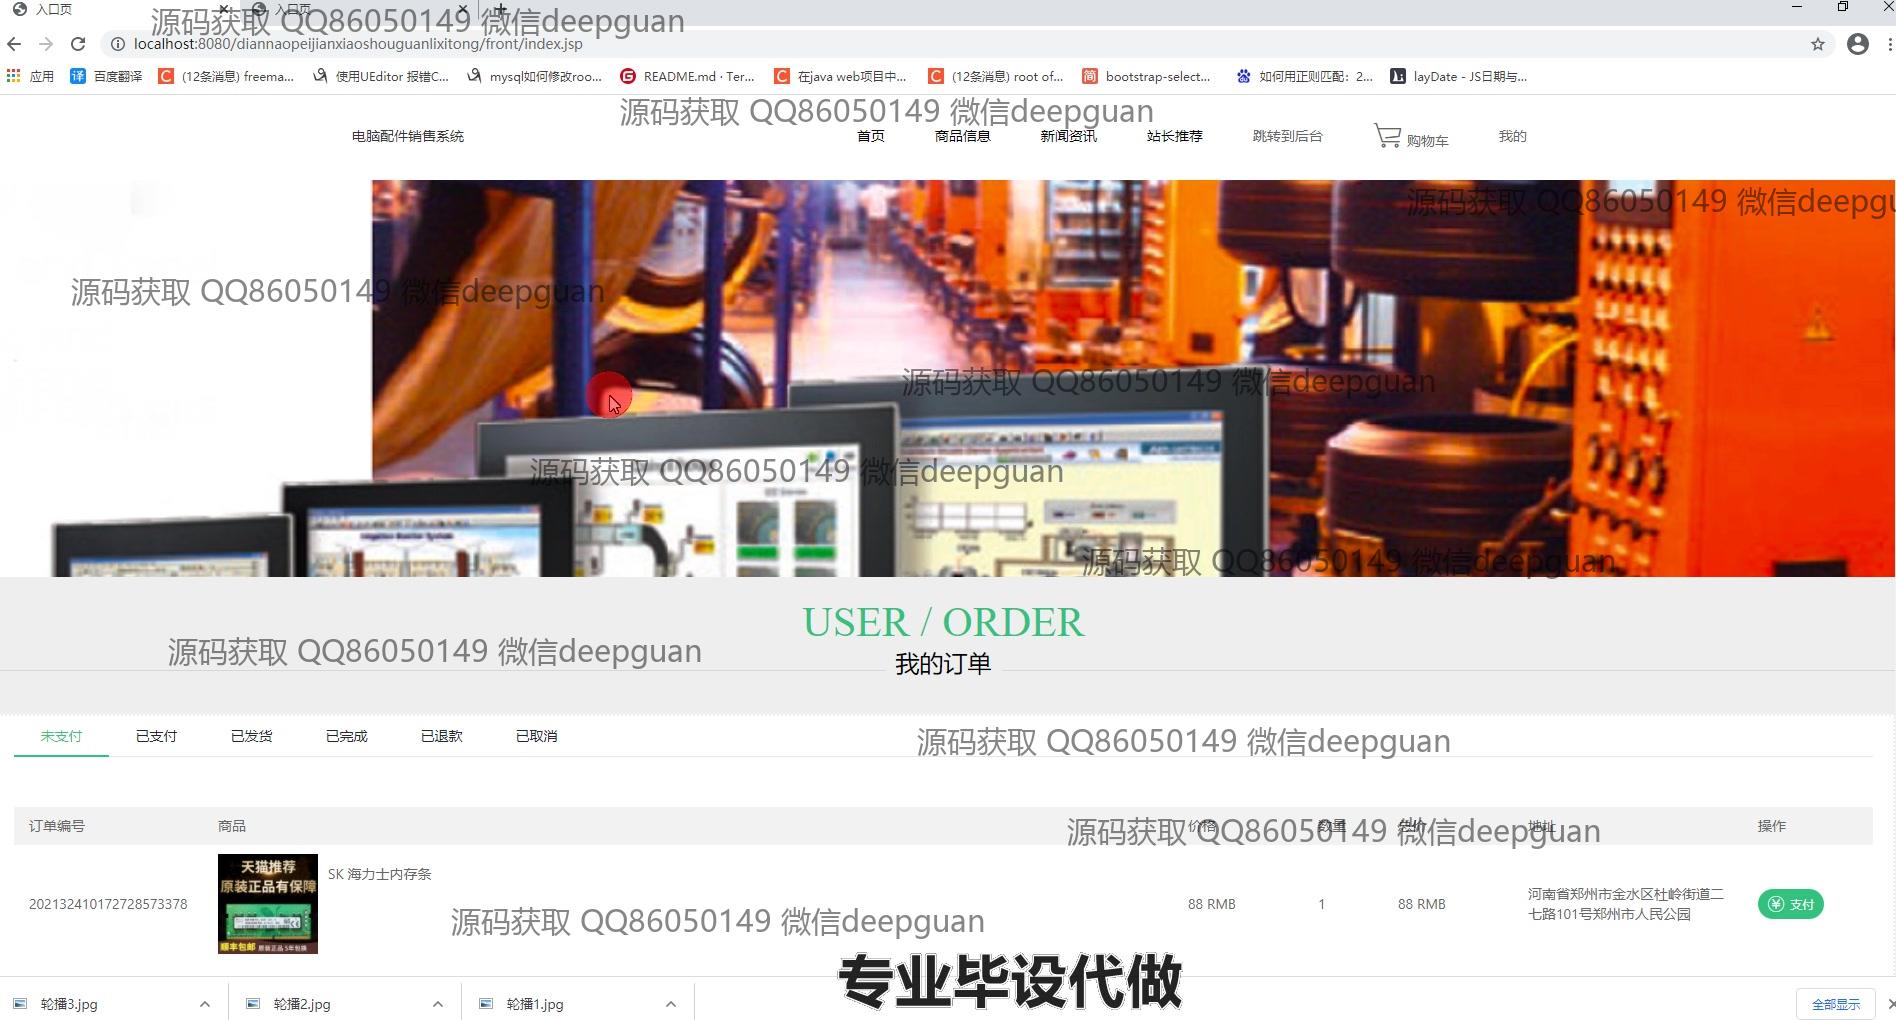 入口页
入口页
源码获取 QQ86050149 微信deepguan
localhost:8080/diannaopeijianxiaoshouguanlixitong/front/index.jsp
应用
百度翻译
(12条消息) freema...
使用UEditor 报错C...
mysql如何修改roo...
README.md · Ter...
在java web项目中...
(12条消息) root of...
bootstrap-select...
如何用正则匹配：2...
layDate - JS日期与...
源码获取 QQ86050149 微信deepguan
电脑配件销售系统
首页
商品信息
新闻资讯
站长推荐
跳转到后台
购物车
我的
源码获取 QQ86050149 微信deepgu
源码获取 QQ86050149 微信deepguan
源码获取 QQ86050149 微信deepguan
源码获取 QQ86050149 微信deepguan
源码获取 QQ86050149 微信deepguan
USER / ORDER
源码获取 QQ86050149 微信deepguan
我的订单
未支付
已支付
已发货
已完成
已退款
已取消
源码获取 QQ86050149 微信deepguan
订单编号
商品
价格
数量
总价
地址
操作
源码获取 QQ86050149 微信deepguan
天猫推荐
原装正品有保障
顺丰包邮 原装正品 5年包换
SK 海力士内存条
202132410172728573378
88 RMB
1
88 RMB
河南省郑州市金水区杜岭街道二
七路101号郑州市人民公园
支付
源码获取 QQ86050149 微信deepguan
专业毕设代做
轮播3.jpg
轮播2.jpg
轮播1.jpg
全部显示